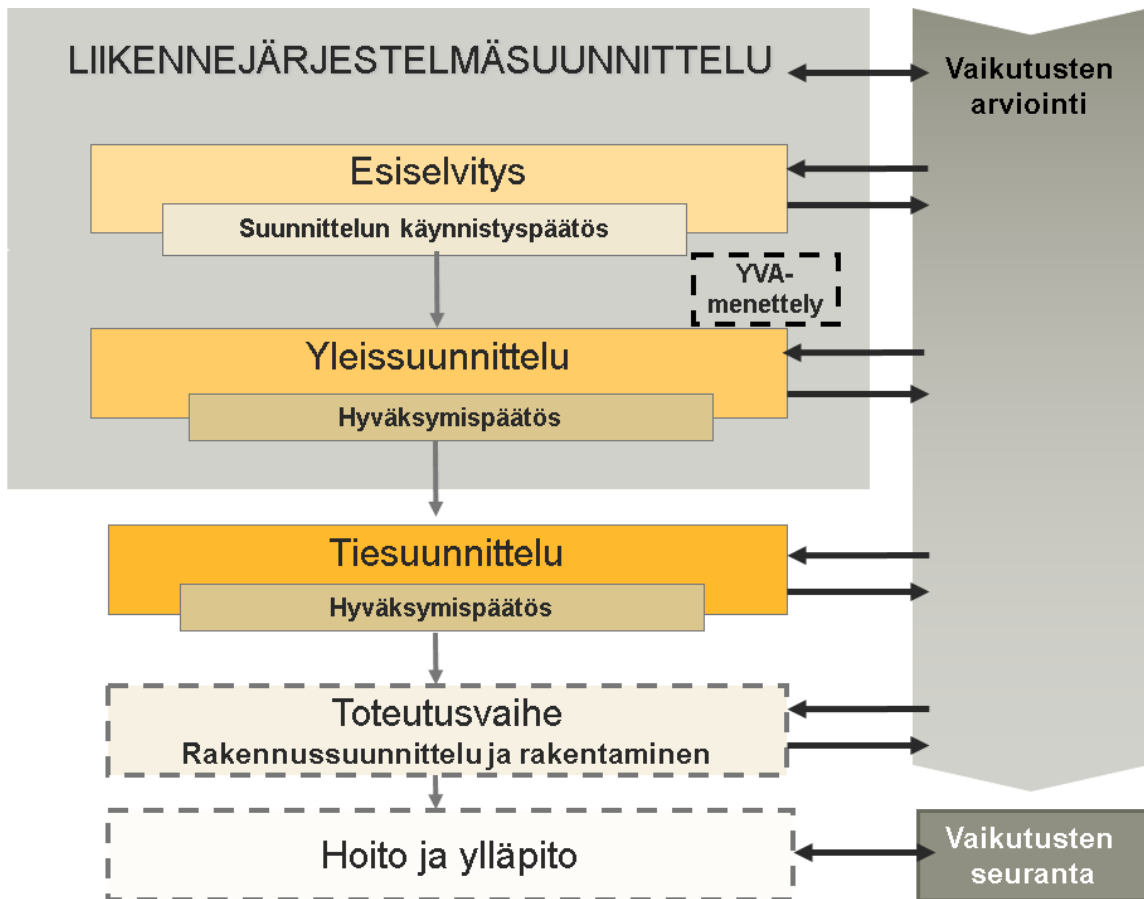 LIIKENNEJÄRJESTELMÄSUUNNITTELU
Vaikutusten
arviointi
Esiselvitys
Suunnittelun käynnistyspäätös
YVA-
menettely
Yleissuunnittelu
Hyväksymispäätös
Tiesuunnittelu
Hyväksymispäätös
Toteutusvaihe
Rakennussuunnittelu ja rakentaminen
Hoito ja ylläpito
Vaikutusten
seuranta